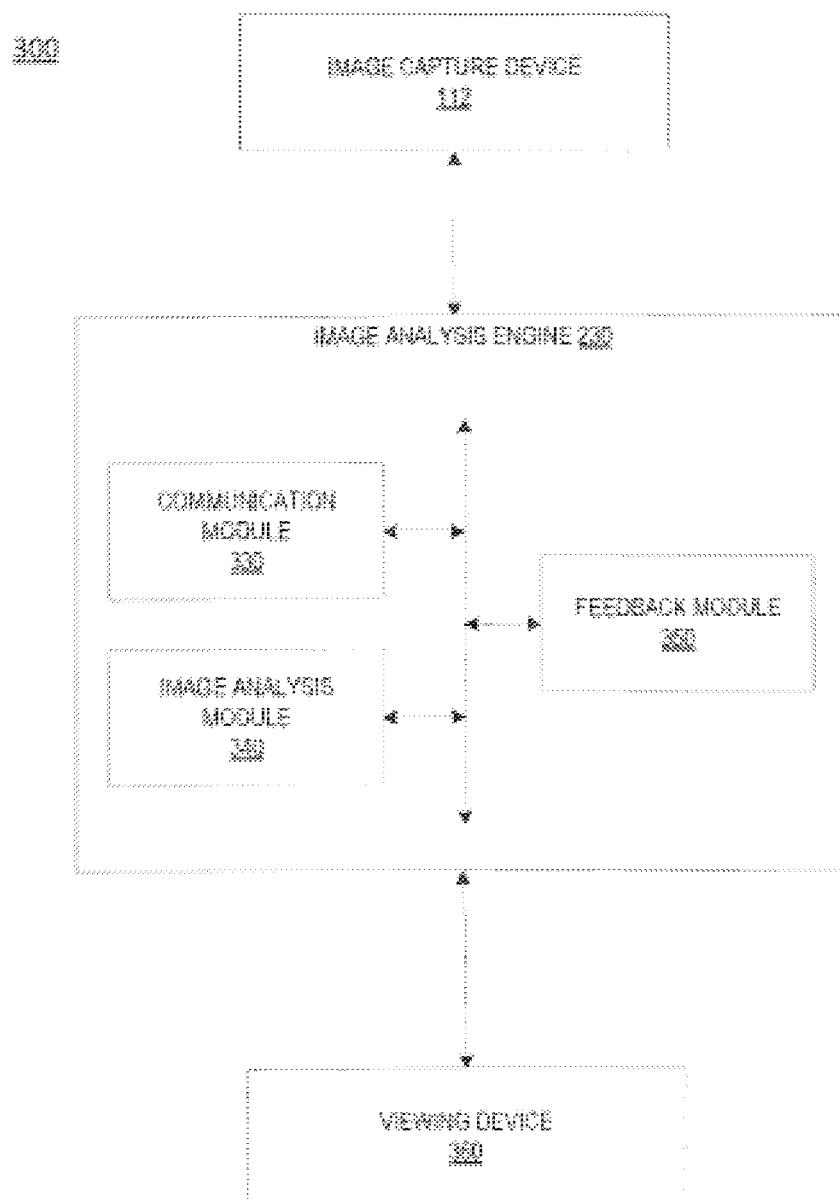 300
IMAGE CAPTURE DEVICE
112
IMAGE ANALYSIS ENGINE 230
COMMUNICATION
MODULE
330
FEEDBACK MODULE
350
IMAGE ANALYSIS
MODULE
340
VIEWING DEVICE
360